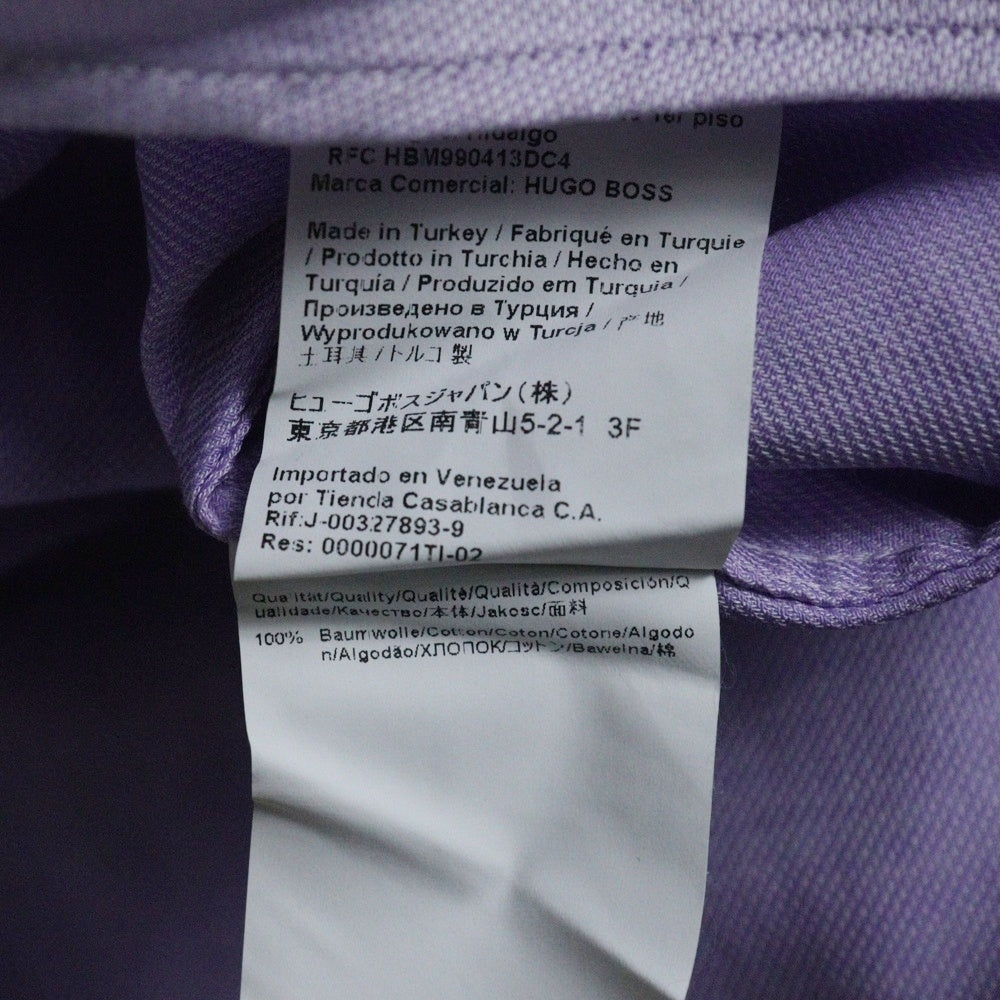 1er piso
Hidalgo
RFC HBM990413DC4
Marca Comercial: HUGO BOSS
Made in Turkey / Fabriqué en Turquie
/ Prodotto in Turchia / Hecho en
Turquía / Produzido em Turquia /
Произведено в Турция /
Wyprodukowano w Turcja / 产地
土耳其 / トルコ製
ヒューゴボスジャパン(株)
東京都港区南青山5-2-1 3F
Importado en Venezuela
por Tienda Casablanca C.A.
Rif:J-00327893-9
Res: 0000071TI-02
Qualität/Quality/Qualité/Qualità/Composición/Q
ualidade/Качество/本体/Jakosc/面料
100% Baumwolle/Cotton/Coton/Cotone/Algodo
n/Algodão/ХЛОПОК/コットン/Bawelna/棉